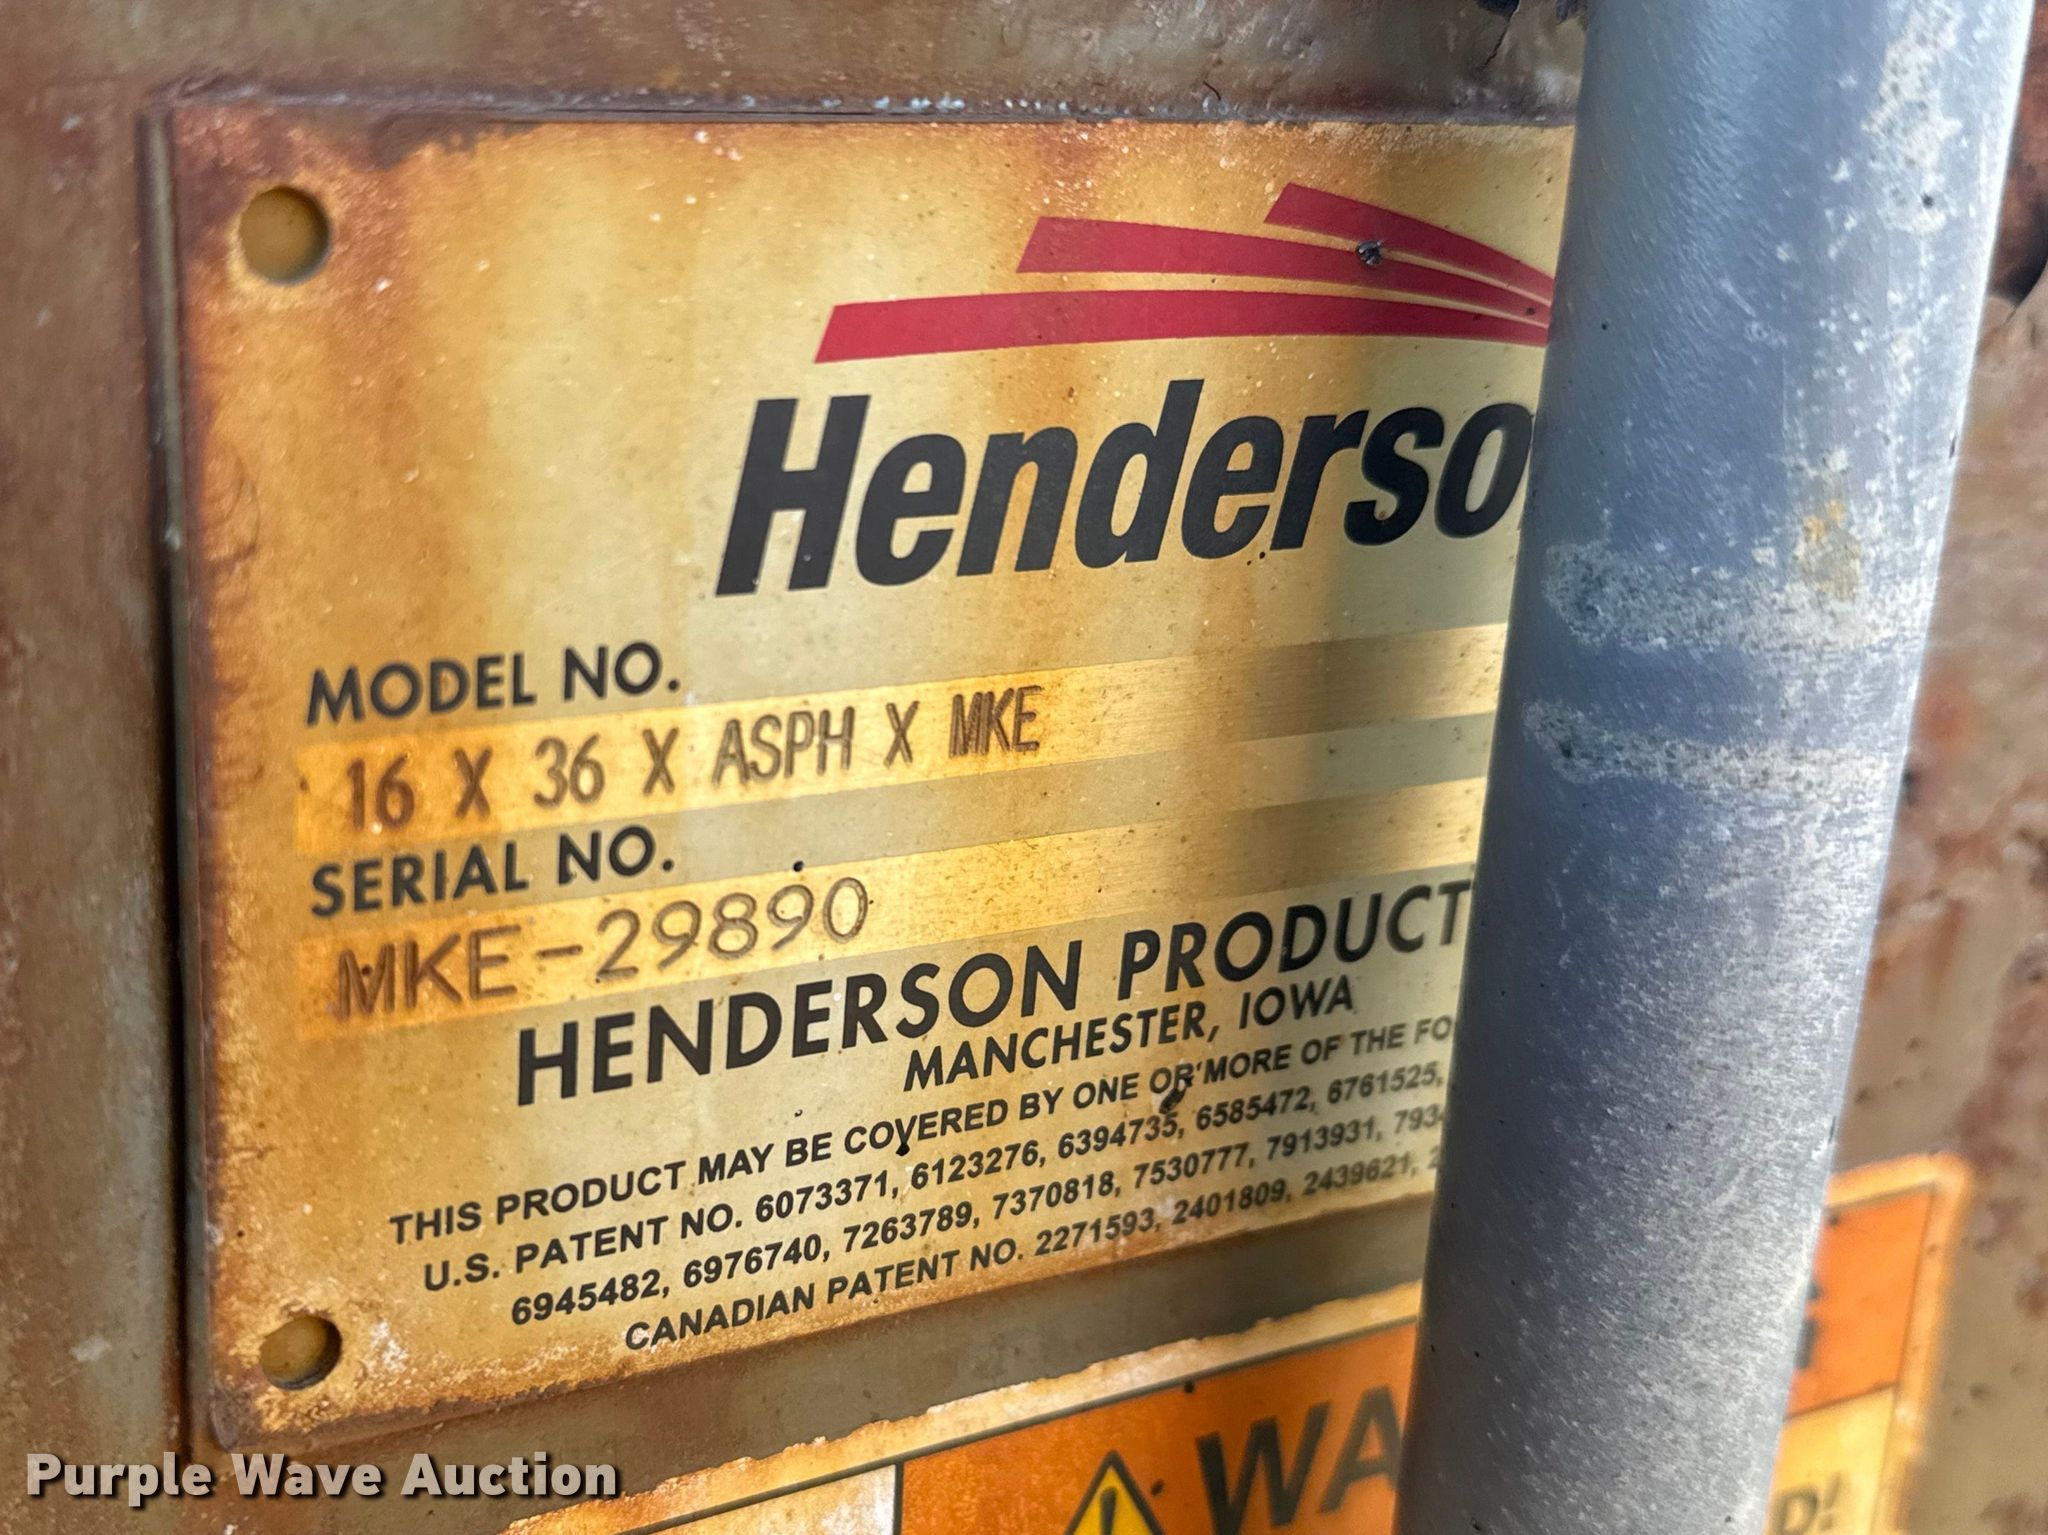 Henderso
MODEL NO.
16 X 36 X ASPH X MKE
SERIAL NO.
MKE-29890
HENDERSON PRODUCT
MANCHESTER, IOWA
THIS PRODUCT MAY BE COVERED BY ONE OR MORE OF THE FO
U.S. PATENT NO. 6073371, 6123276, 6394735, 6585472, 6761525,
6945482, 6976740, 7263789, 7370818, 7530777, 7913931, 793
CANADIAN PATENT NO. 2271593, 2401809, 2439621, 2
WA
D!
Purple Wave Auction